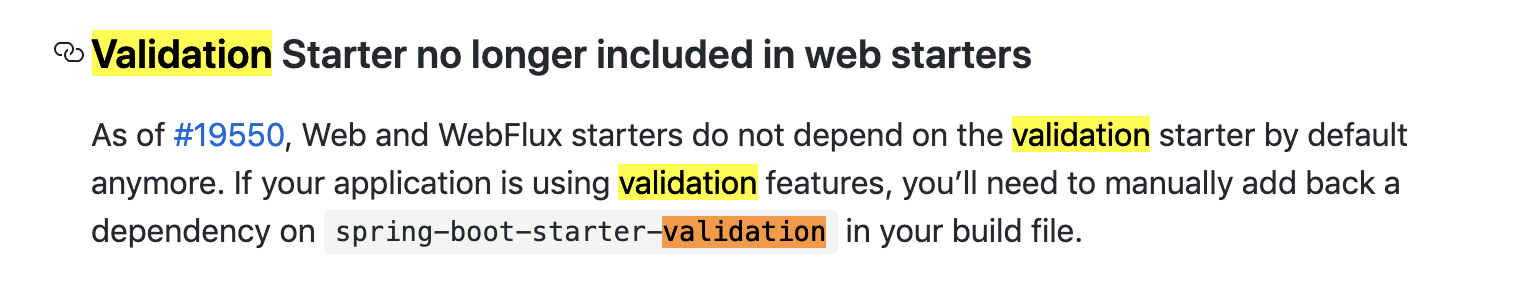 Validation Starter no longer included in web starters
As of #19550, Web and WebFlux starters do not depend on the validation starter by default
anymore. If your application is using validation features, you’ll need to manually add back a
dependency on spring-boot-starter-validation in your build file.